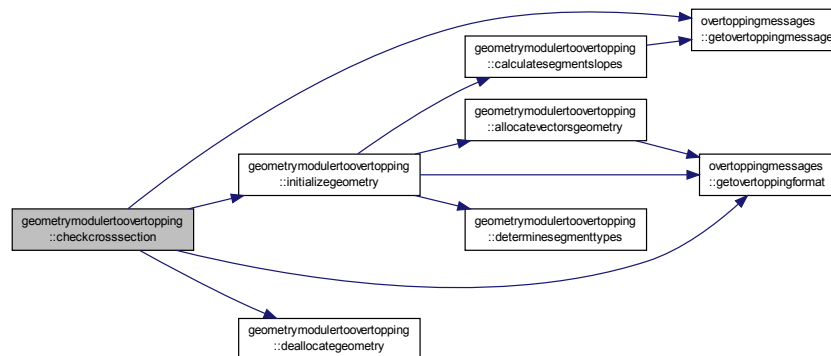 overtoppingmessages
::getovertoppingmessage
geometrymodulertoovertopping
::calculatesegmentslopes
geometrymodulertoovertopping
::allocatevectorsgeometry
geometrymodulertoovertopping
::initializegeometry
overtoppingmessages
::getovertoppingformat
geometrymodulertoovertopping
::checkcrosssection
geometrymodulertoovertopping
::determinesegmenttypes
geometrymodulertoovertopping
::deallocategeometry